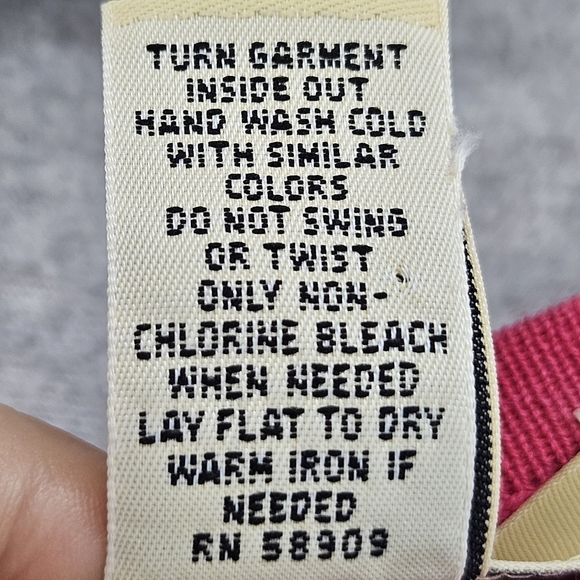 TURN GARMENT
INSIDE OUT
HAND WASH COLD
WITH SIMILAR
COLORS
DO NOT SWING
OR TWIST
ONLY NON-
CHLORINE BLEACH
WHEN NEEDED
LAY FLAT TO DRY
WARM IRON IF
NEEDED
RN 58909